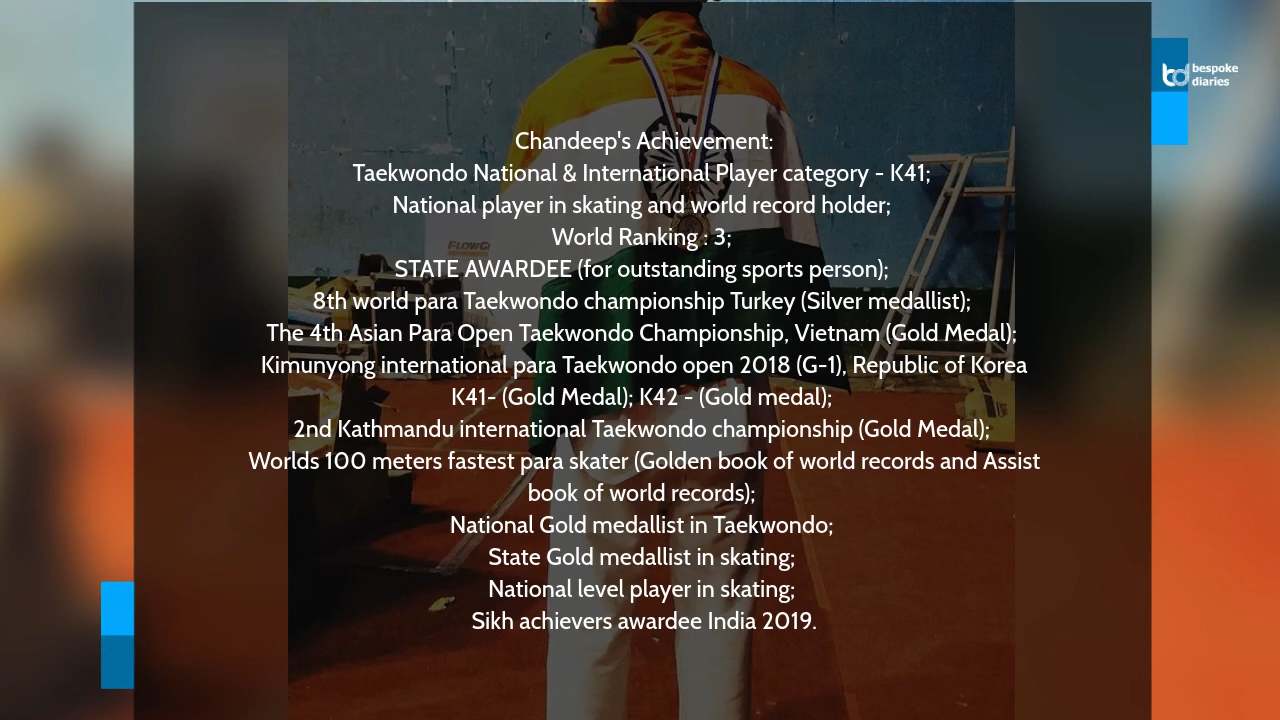 bespoke
diaries
Chandeep's Achievement:
Taekwondo National & International Player category - K41;
National player in skating and world record holder;
World Ranking : 3;
STATE AWARDEE (for outstanding sports person);
8th world para Taekwondo championship Turkey (Silver medallist);
The 4th Asian Para Open Taekwondo Championship, Vietnam (Gold Medal);
Kimunyong international para Taekwondo open 2018 (G-1), Republic of Korea
K41- (Gold Medal); K42 - (Gold medal);
2nd Kathmandu international Taekwondo championship (Gold Medal);
Worlds 100 meters fastest para skater (Golden book of world records and Assist
book of world records);
National Gold medallist in Taekwondo;
State Gold medallist in skating;
National level player in skating;
Sikh achievers awardee India 2019.